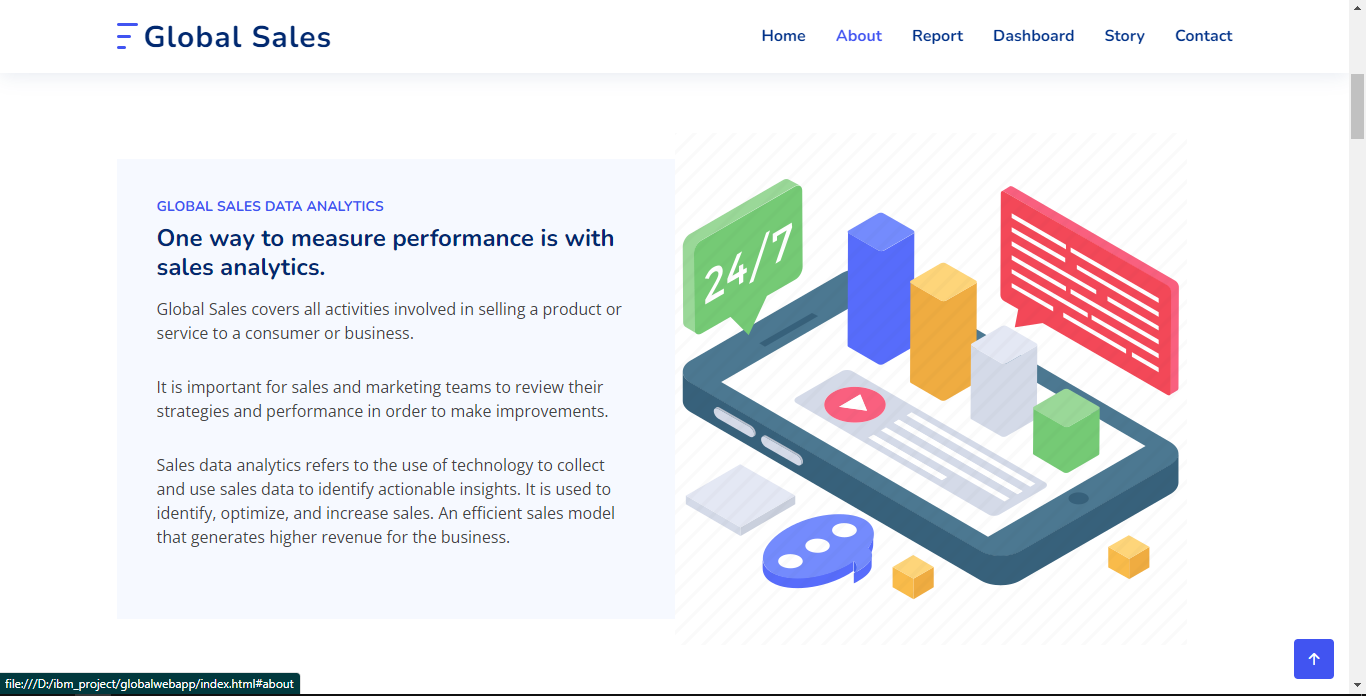 Global Sales
Home About Report Dashboard Story Contact
GLOBAL SALES DATA ANALYTICS
One way to measure performance is with
sales analytics.
Global Sales covers all activities involved in selling a product or
service to a consumer or business.
It is important for sales and marketing teams to review their
strategies and performance in order to make improvements.
Sales data analytics refers to the use of technology to collect
and use sales data to identify actionable insights. It is used to
identify, optimize, and increase sales. An efficient sales model
that generates higher revenue for the business.
24/7
file:///D:/ibm_project/globalwebapp/index.html#about